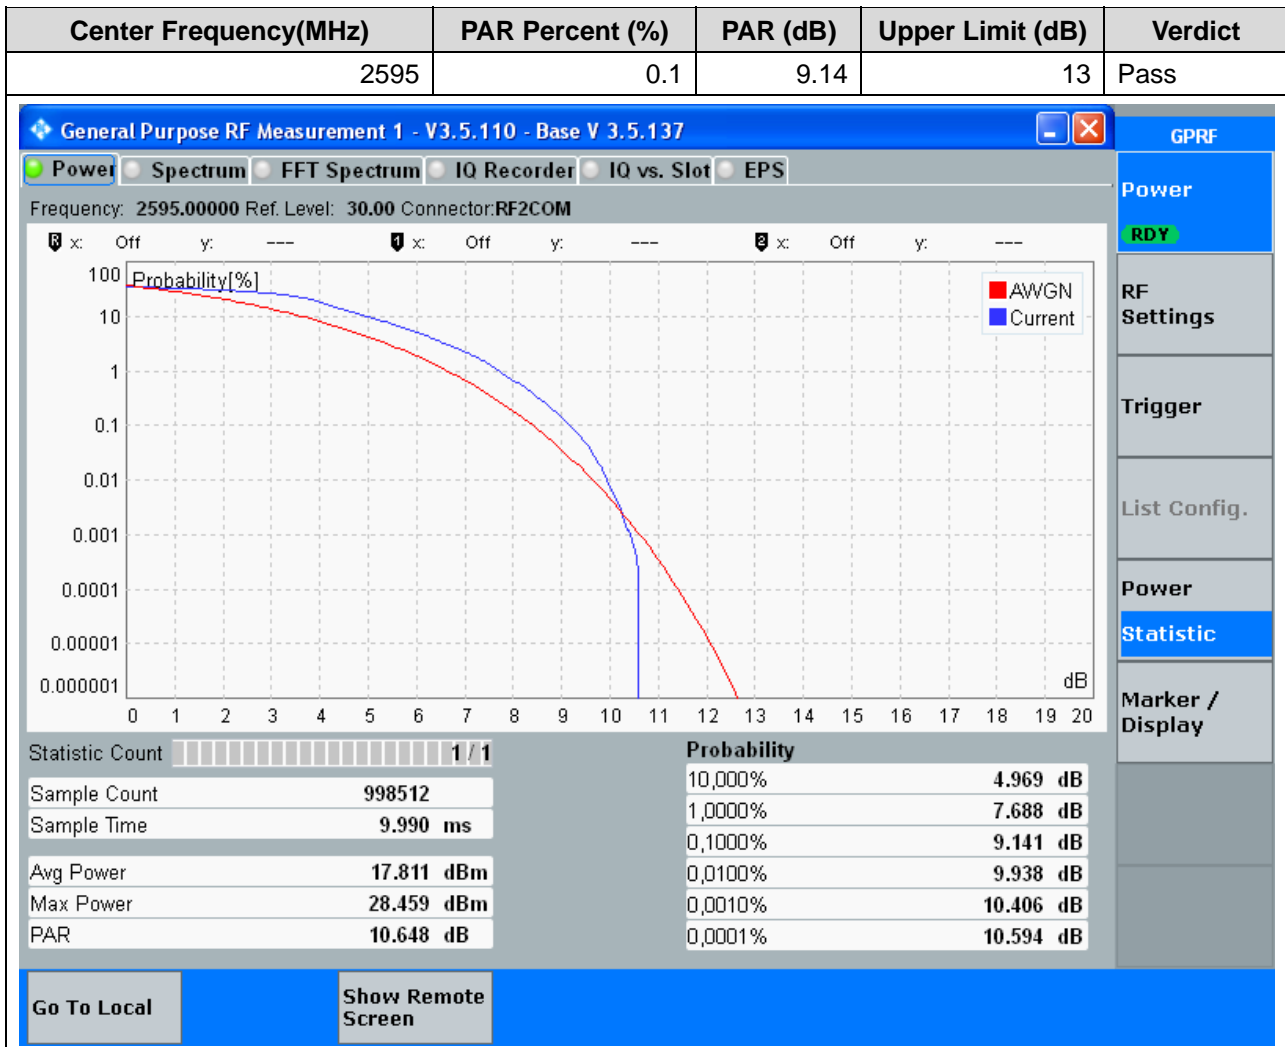 Center Frequency(MHz) PAR Percent (%) PAR (dB) Upper Limit (dB) Verdict
2595 0.1 9.14 13 Pass
General Purpose RF Measurement 1 - V3.5.110 - Base V 3.5.137
GPRF
Power Spectrum FFT Spectrum IQ Recorder IQ vs. Slot EPS
Power
RDY
Frequency: 2595.00000 Ref. Level: 30.00 Connector:RF2COM
R x: Off y: --- 1 x: Off y: --- 2 x: Off y: ---
Probability[%]
AWGN
Current
100
10
1
0.1
0.01
0.001
0.0001
0.00001
0.000001
dB
0 1 2 3 4 5 6 7 8 9 10 11 12 13 14 15 16 17 18 19 20
RF
Settings
Trigger
List Config.
Power
Statistic
Marker /
Display
Statistic Count 1 / 1
Sample Count 998512
Sample Time 9.990 ms
Avg Power 17.811 dBm
Max Power 28.459 dBm
PAR 10.648 dB
Probability
10,000% 4.969 dB
1,0000% 7.688 dB
0,1000% 9.141 dB
0,0100% 9.938 dB
0,0010% 10.406 dB
0,0001% 10.594 dB
Go To Local
Show Remote
Screen